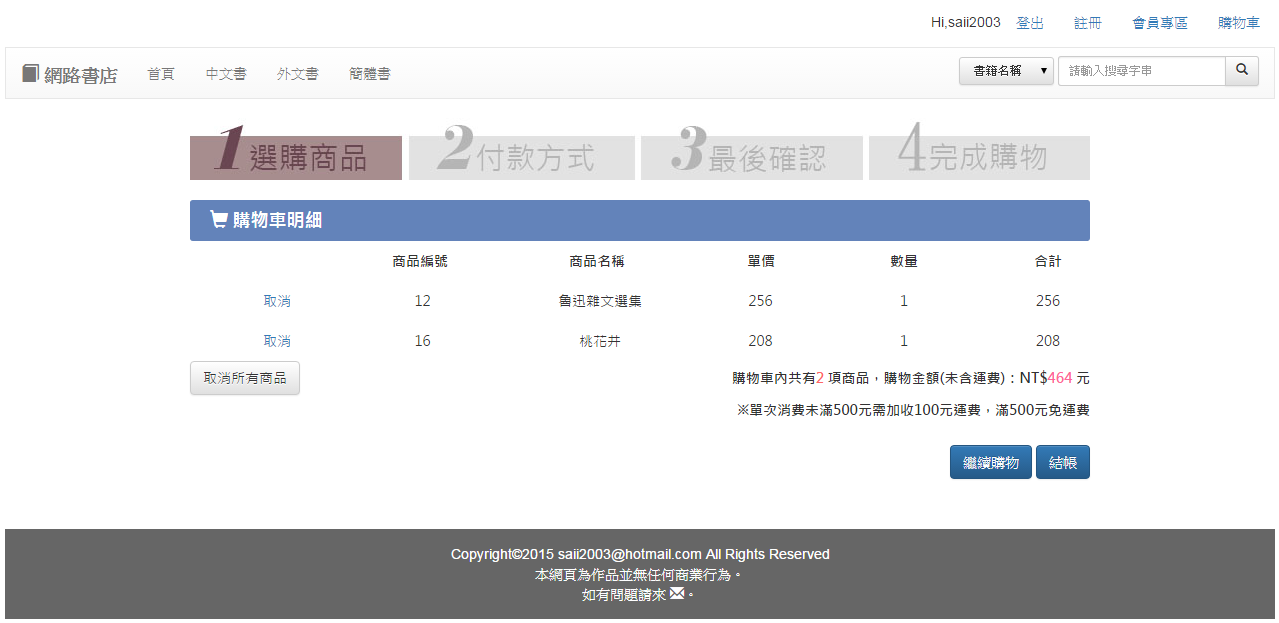 Hi,saii2003 登出 註冊 會員專區 購物車
網路書店 首頁 中文書 外文書 簡體書 書籍名稱 請輸入搜尋字串
1選購商品 2付款方式 3最後確認 4完成購物
購物車明細
商品編號 商品名稱 單價 數量 合計
取消 12 魯迅雜文選集 256 1 256
取消 16 桃花井 208 1 208
取消所有商品 購物車內共有2 項商品，購物金額(未含運費)：NT$464 元
※單次消費未滿500元需加收100元運費，滿500元免運費
繼續購物 結帳
Copyright©2015 saii2003@hotmail.com All Rights Reserved
本網頁為作品並無任何商業行為。
如有問題請來 。